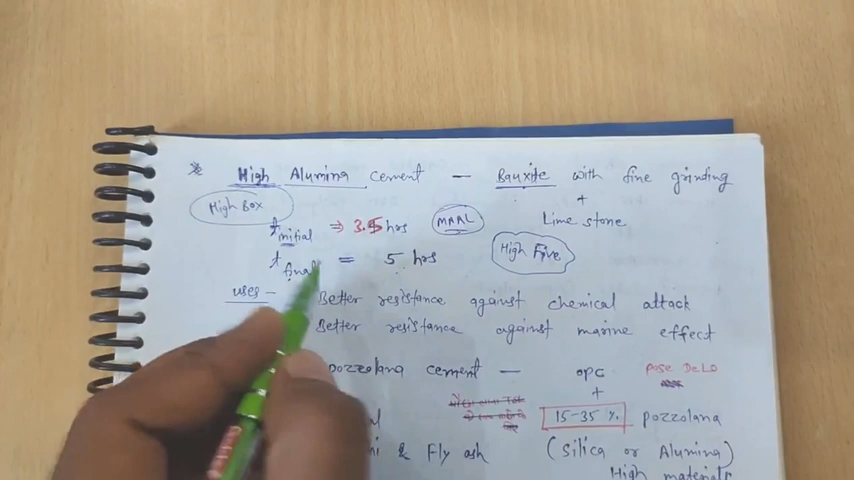 * High Alumina cement — Bauxite with fine grinding
+
Lime stone
High Box
t initial ⇒ 3.5 hrs
MAAL
t final = 5 hrs
High Five
uses — Better resistance against chemical attack
Better resistance against marine effect
pozzolana cement — OPC
+
15-35 %. pozzolana
& Fly ash (Silica or Alumina)
High materials